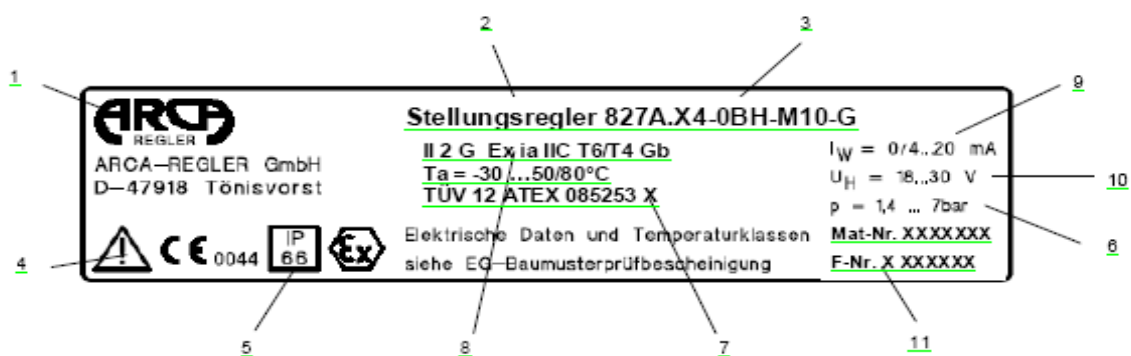 2
3
1
9
ARCA
REGLER
ARCA-REGLER GmbH
D-47918 Tönisvorst
Stellungsregler 827A.X4-0BH-M10-G
II 2 G Ex ia IIC T6/T4 Gb
Ta = -30 ...50/80°C
TÜV 12 ATEX 085253 X
I W = 0/4...20 mA
U H = 18...30 V
p = 1,4 ... 7bar
10
6
4
CE 0044
IP
66
Ex
Elektrische Daten und Temperaturklassen
siehe EG-Baumusterprüfbescheinigung
Mat-Nr. XXXXXXX
F-Nr. X XXXXXX
5
8
7
11